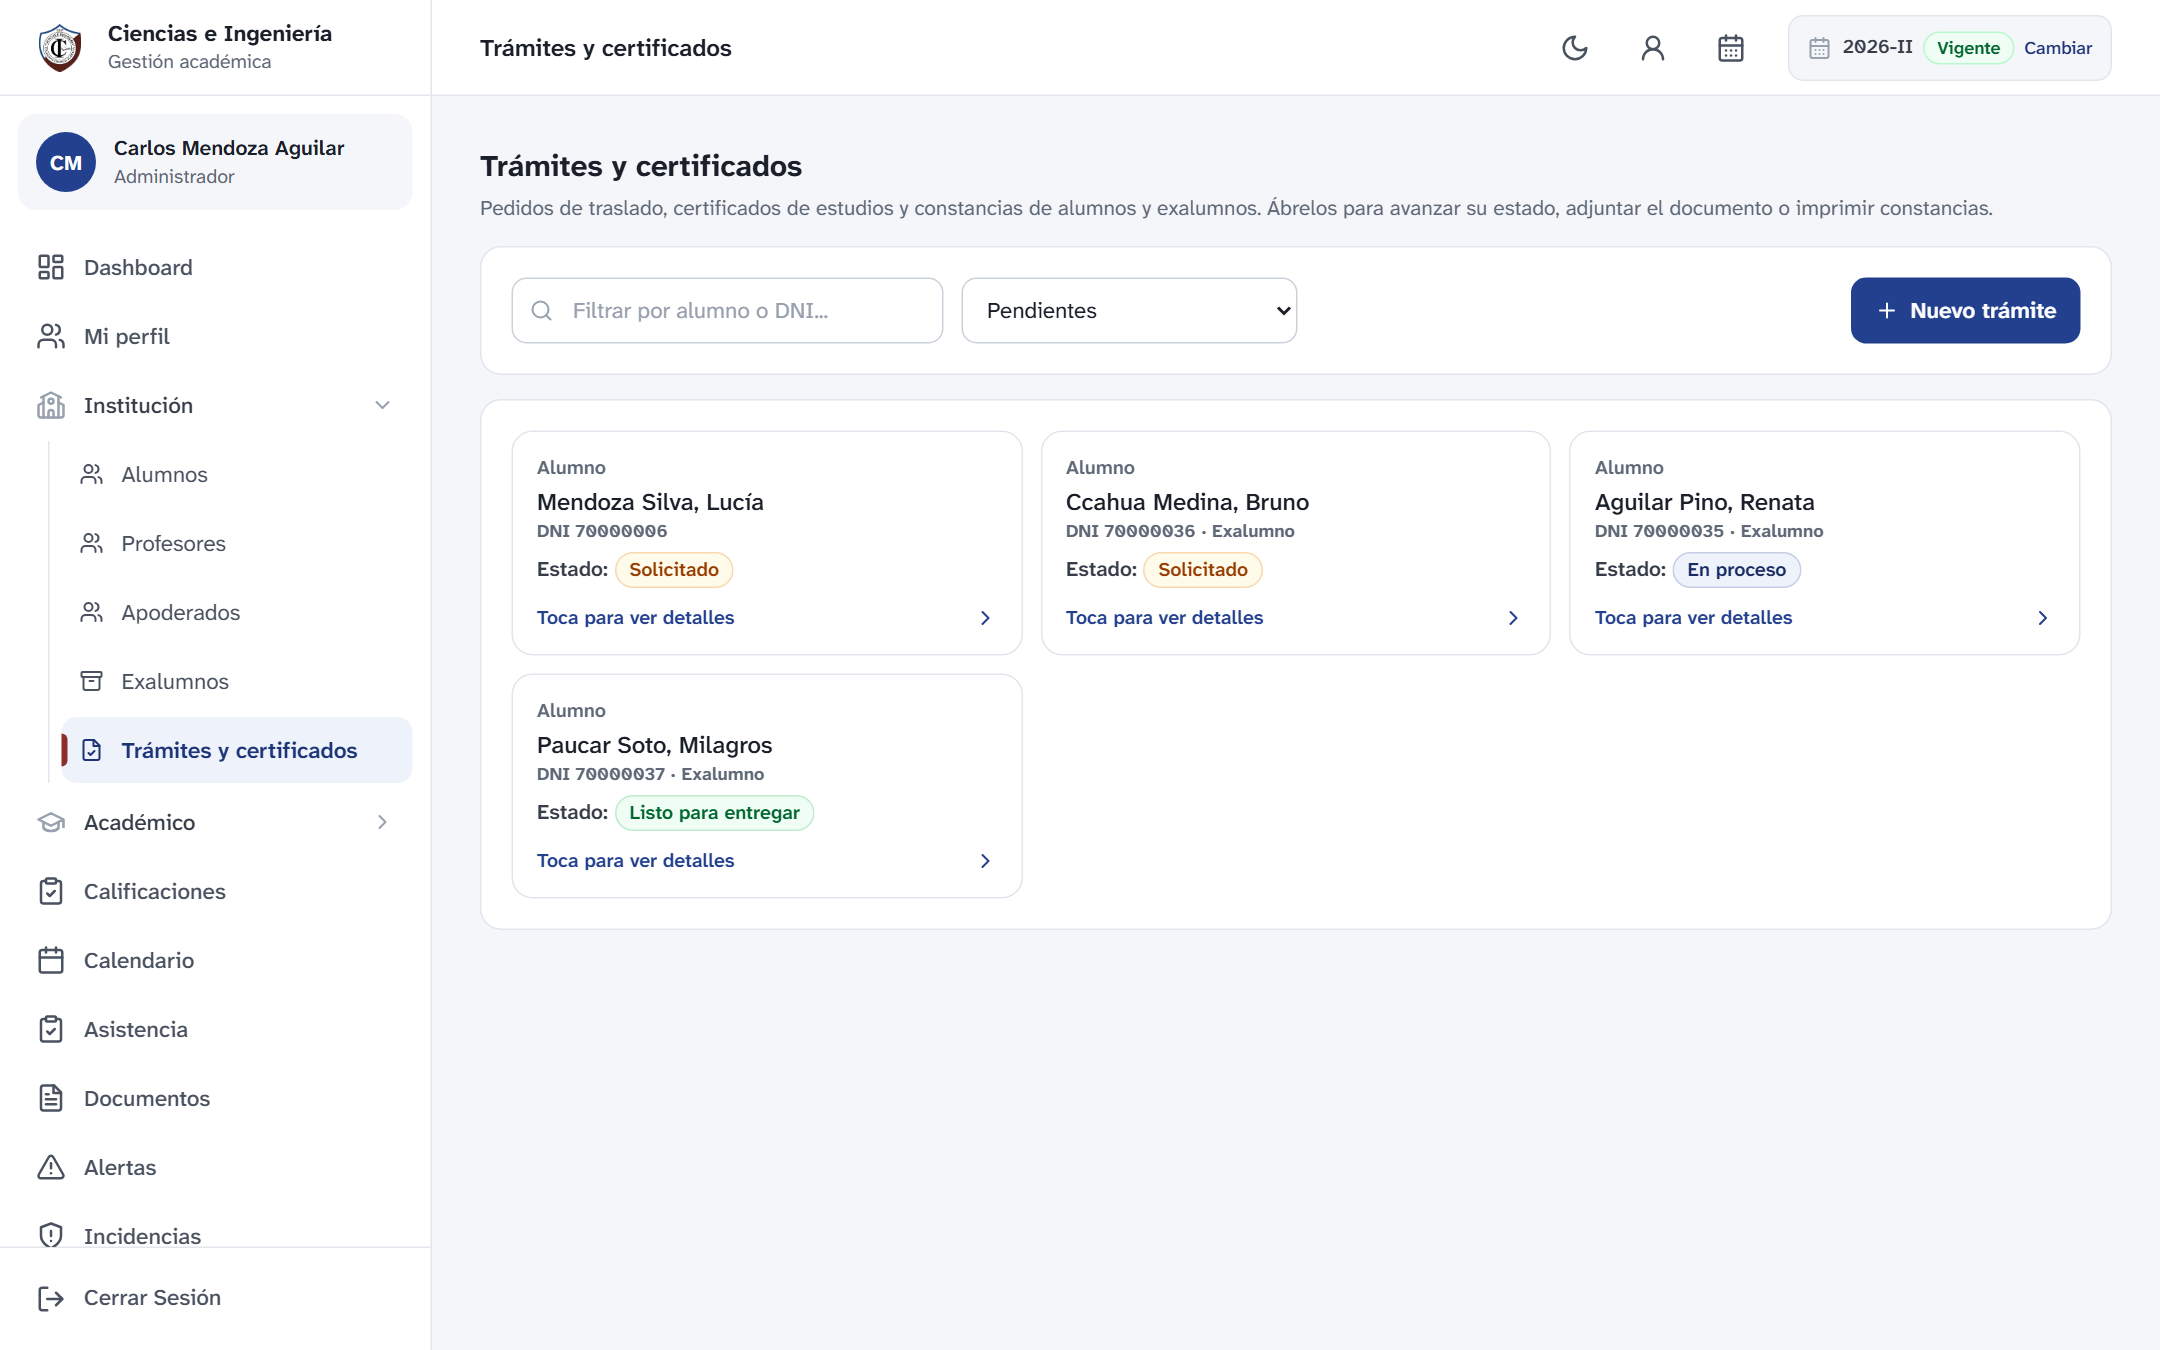 Ciencias e Ingeniería
Gestión académica
Carlos Mendoza Aguilar
CM
Administrador
Dashboard
Mi perfil
Institución
Alumnos
Profesores
Apoderados
Exalumnos
Trámites y certificados
Académico
Calificaciones
Calendario
Asistencia
Documentos
Alertas
Incidencias
Cerrar Sesión
Trámites y certificados
2026-II
Vigente
Cambiar
Trámites y certificados
Pedidos de traslado, certificados de estudios y constancias de alumnos y exalumnos. Ábrelos para avanzar su estado, adjuntar el documento o imprimir constancias.
Filtrar por alumno o DNI...
Pendientes
Nuevo trámite
Alumno
Mendoza Silva, Lucía
DNI 70000006
Estado: Solicitado
Toca para ver detalles
Alumno
Ccahua Medina, Bruno
DNI 70000036 · Exalumno
Estado: Solicitado
Toca para ver detalles
Alumno
Aguilar Pino, Renata
DNI 70000035 · Exalumno
Estado: En proceso
Toca para ver detalles
Alumno
Paucar Soto, Milagros
DNI 70000037 · Exalumno
Estado: Listo para entregar
Toca para ver detalles